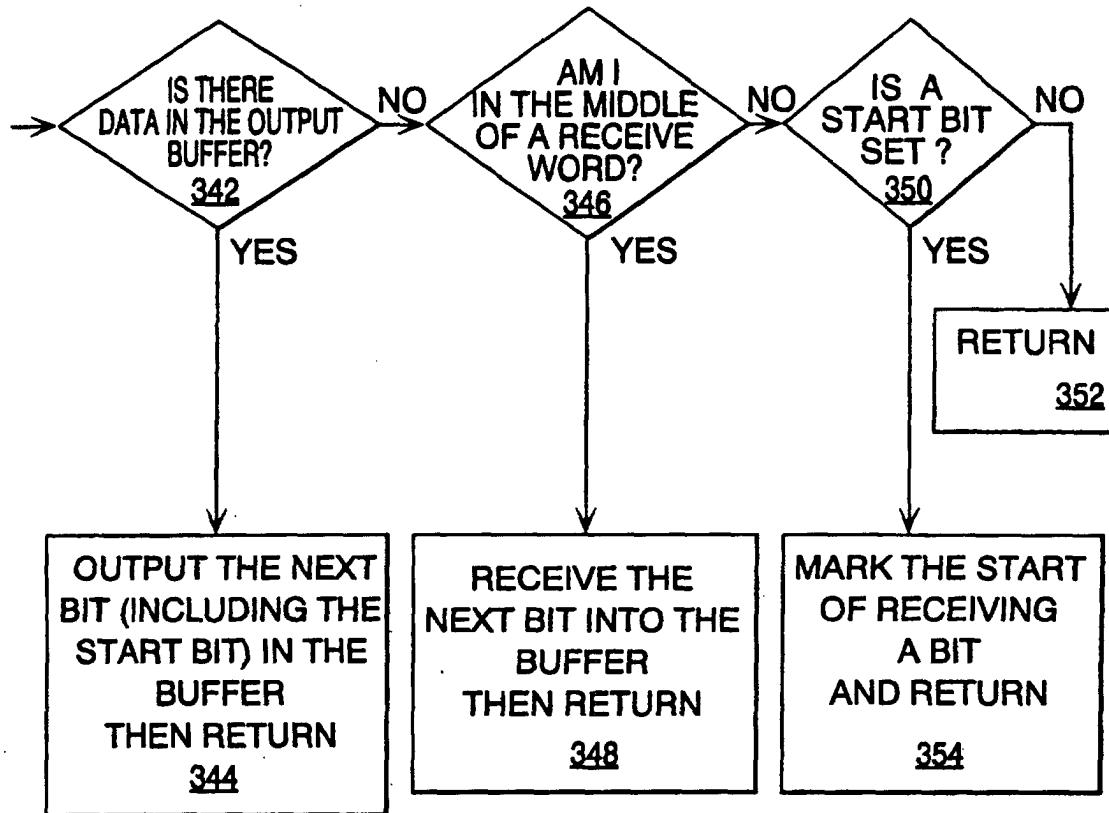 IS THERE
DATA IN THE OUTPUT
BUFFER?
342
NO
YES
AM I
IN THE MIDDLE
OF A RECEIVE
WORD?
346
NO
YES
IS A
START BIT
SET ?
350
NO
YES
RETURN
352
OUTPUT THE NEXT
BIT (INCLUDING THE
START BIT) IN THE
BUFFER
THEN RETURN
344
RECEIVE THE
NEXT BIT INTO THE
BUFFER
THEN RETURN
348
MARK THE START
OF RECEIVING
A BIT
AND RETURN
354